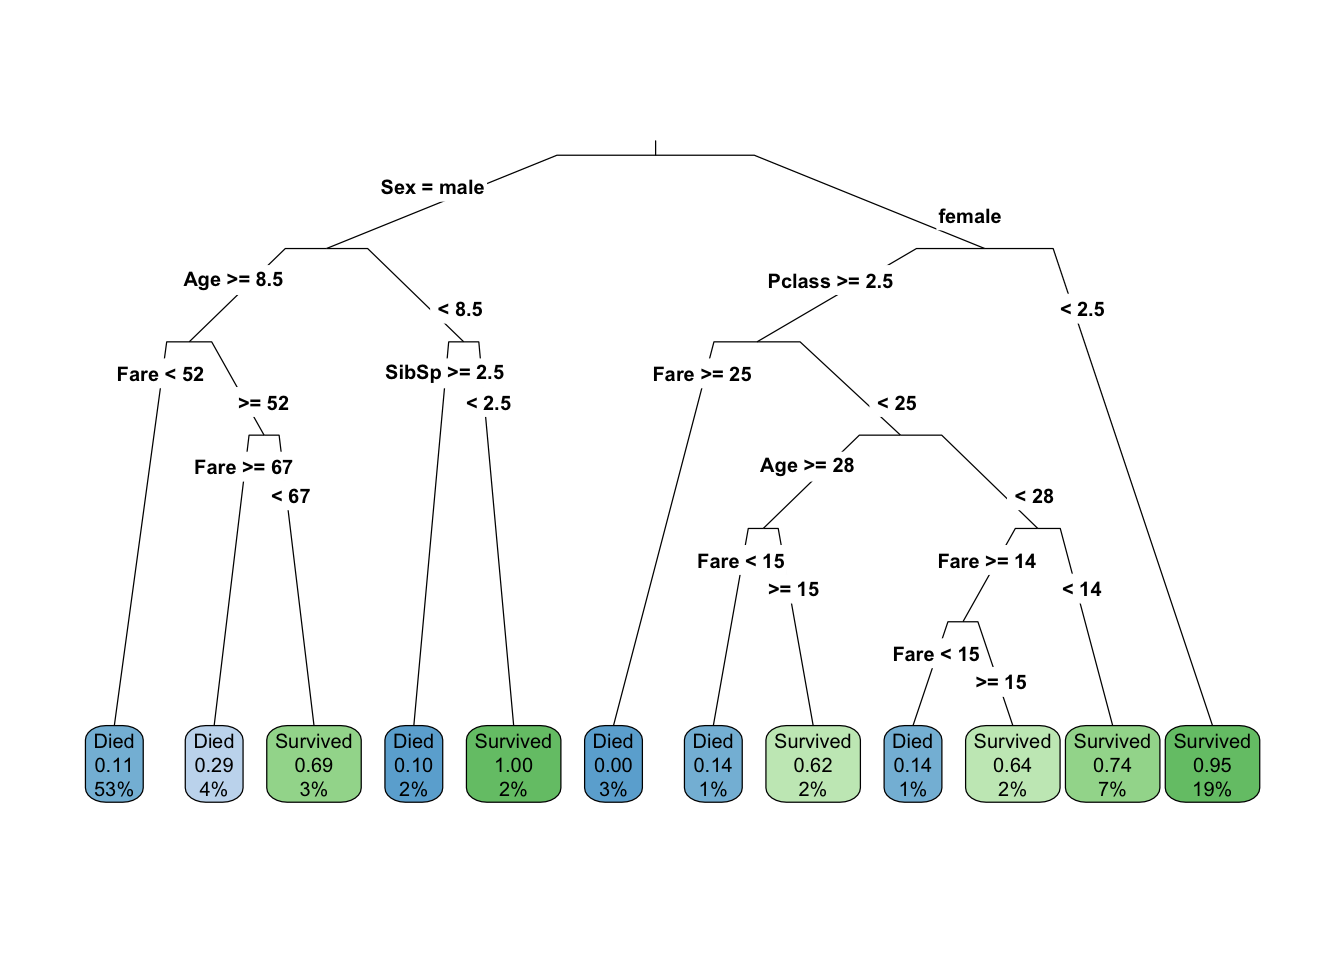 Sex = male
female
Age >= 8.5
< 8.5
Pclass >= 2.5
< 2.5
Fare < 52
>= 52
SibSp >= 2.5
< 2.5
Fare >= 25
< 25
Fare >= 67
< 67
Age >= 28
< 28
Fare < 15
>= 15
Fare >= 14
< 14
Fare < 15
>= 15
Died
0.11
53%
Died
0.29
4%
Survived
0.69
3%
Died
0.10
2%
Survived
1.00
2%
Died
0.00
3%
Died
0.14
1%
Survived
0.62
2%
Died
0.14
1%
Survived
0.64
2%
Survived
0.74
7%
Survived
0.95
19%